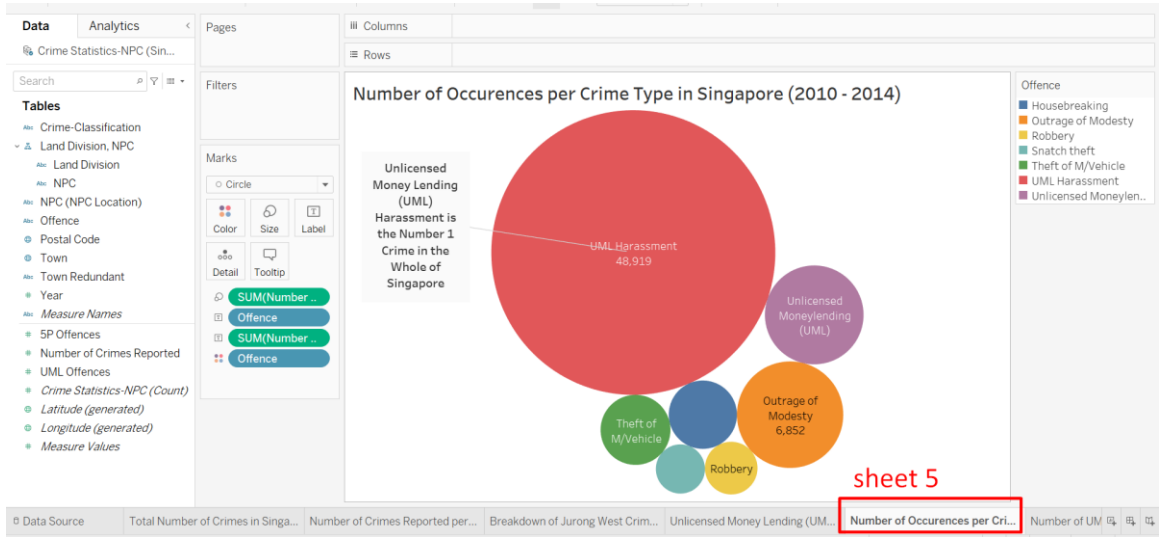 Data
Analytics
Pages
Columns
Crime Statistics-NPC (Sin...
Rows
Search
Tables
Abc Crime-Classification
Land Division, NPC
Abc Land Division
Abc NPC
Abc NPC (NPC Location)
Abc Offence
Postal Code
Town
Abc Town Redundant
# Year
Abc Measure Names
# 5P Offences
# Number of Crimes Reported
# UML Offences
# Crime Statistics-NPC (Count)
Latitude (generated)
Longitude (generated)
# Measure Values
Filters
Marks
Circle
Color
Size
Label
Detail
Tooltip
SUM(Number ..
Offence
SUM(Number ..
Offence
Number of Occurences per Crime Type in Singapore (2010 - 2014)
Unlicensed
Money Lending
(UML)
Harassment is
the Number 1
Crime in the
Whole of
Singapore
UML Harassment
48,919
Unlicensed
Moneylending
(UML)
Outrage of
Modesty
6,852
Theft of
M/Vehicle
Robbery
Offence
Housebreaking
Outrage of Modesty
Robbery
Snatch theft
Theft of M/Vehicle
UML Harassment
Unlicensed Moneylen..
sheet 5
Data Source
Total Number of Crimes in Singa...
Number of Crimes Reported per...
Breakdown of Jurong West Crim...
Unlicensed Money Lending (UM...
Number of Occurences per Cri...
Number of UM